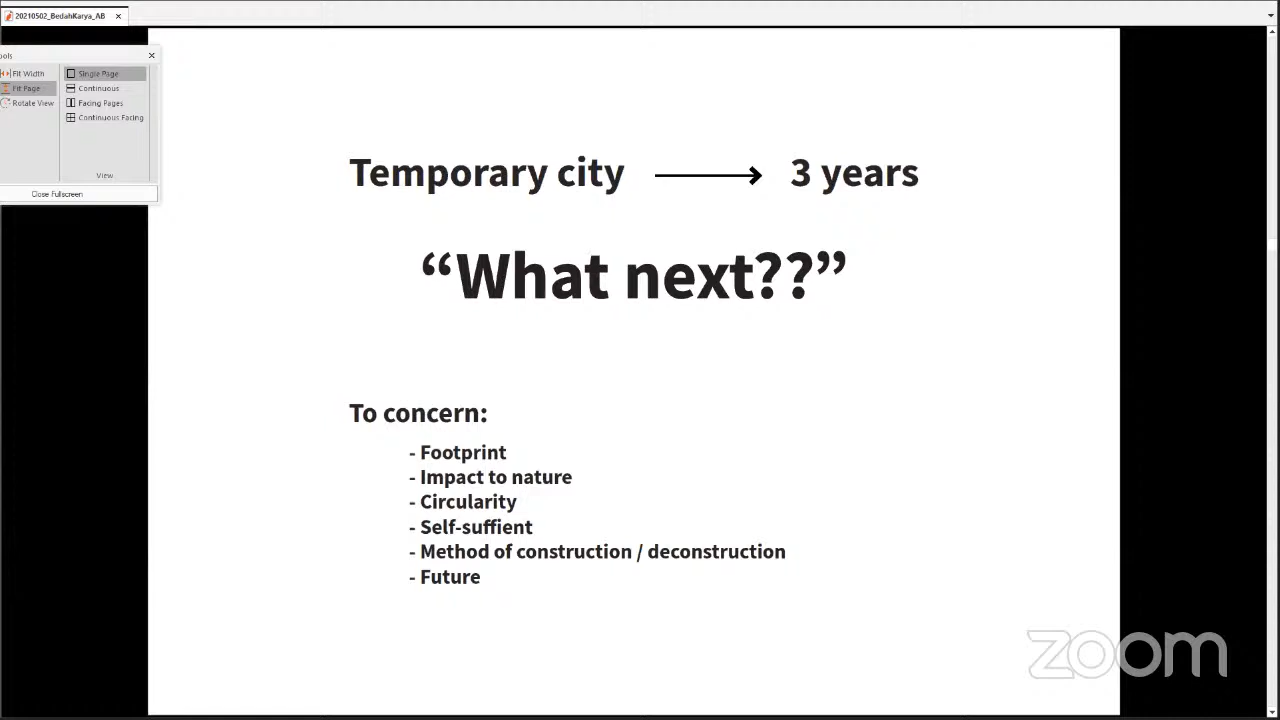 20210502_BedahKarya_AB
ools
Fit Width
Single Page
Fit Page
Continuous
Rotate View
Facing Pages
Continuous Facing
View
Close Fullscreen
Temporary city → 3 years
“What next??”
To concern:
- Footprint
- Impact to nature
- Circularity
- Self-suffient
- Method of construction / deconstruction
- Future
zoom